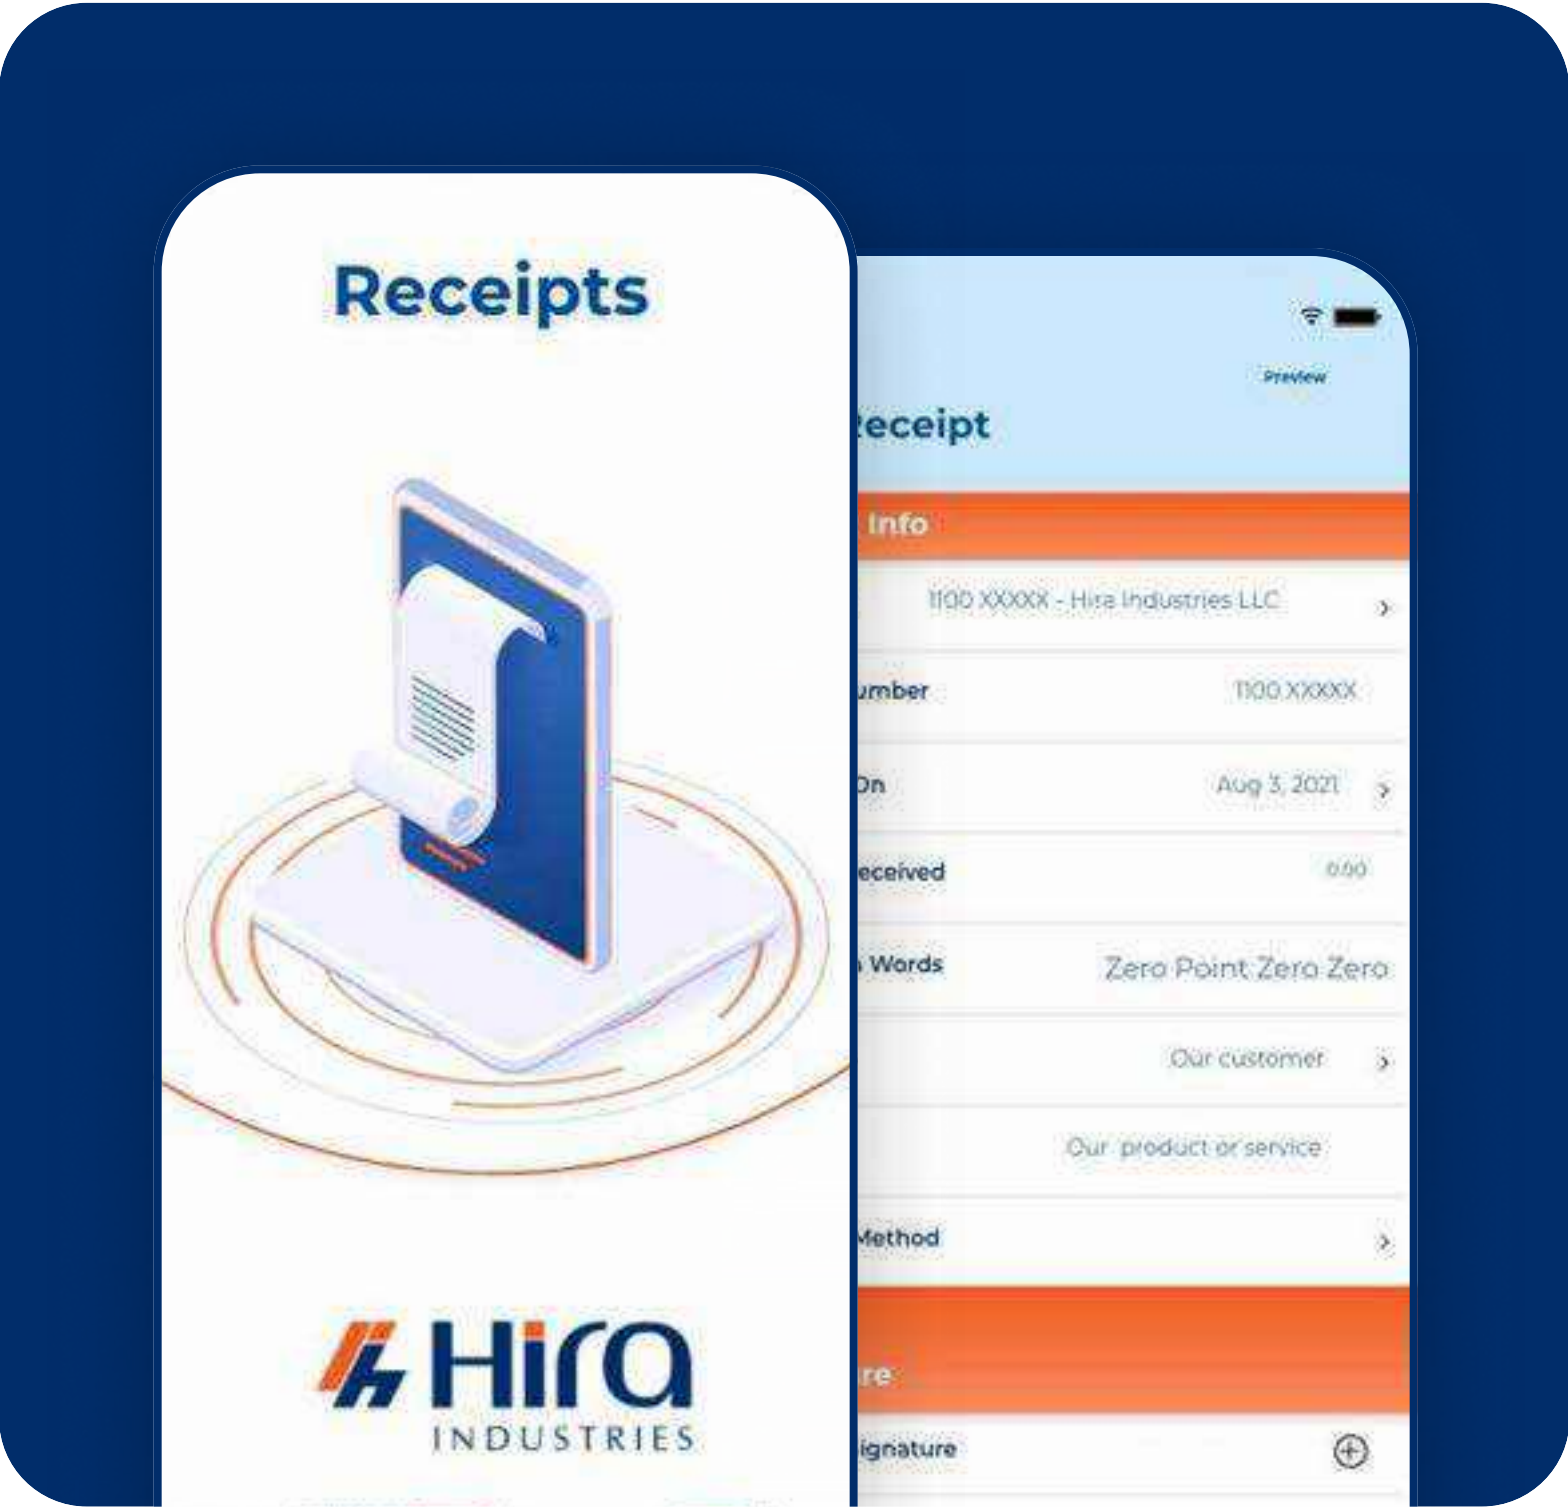 Receipts
Hira
INDUSTRIES
Preview
Receipt
Info
1100 XXXXX - Hira Industries LLC
umber
1100 XXXXX
On
Aug 3, 2021
eceived
0.00
Words
Zero Point Zero Zero
Our customer
Our product or service
Method
re
ignature